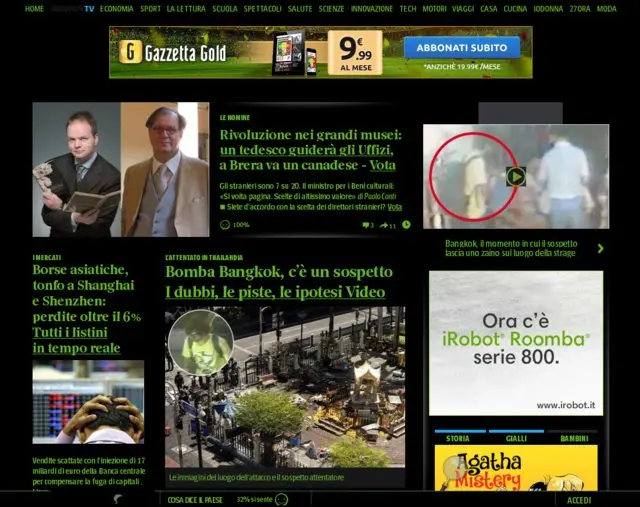 HOME TV ECONOMIA SPORT LA LETTURA SCUOLA SPETTACOLI SALUTE SCIENZE INNOVAZIONE TECH MOTORI VIAGGI CASA CUCINA IODONNA 27ORA MODA
G Gazzetta Gold
9€.99
AL MESE
ABBONATI SUBITO
*ANZICHÈ 19.99€/MESE
LE NOMINE
Rivoluzione nei grandi musei:
un tedesco guiderà gli Uffizi,
a Brera va un canadese - Vota
Gli stranieri sono 7 su 20. Il ministro per i Beni culturali:
«Si volta pagina. Scelte di altissimo valore» di Paolo Conti
Siete d'accordo con la scelta dei direttori stranieri? Vota
100%
3
11
Bangkok, il momento in cui il sospetto
lascia uno zaino sul luogo della strage
I MERCATI
Borse asiatiche,
tonfo a Shanghai
e Shenzhen:
perdite oltre il 6%
Tutti i listini
in tempo reale
L'ATTENTATO IN THAILANDIA
Bomba Bangkok, c'è un sospetto
I dubbi, le piste, le ipotesi Video
Ora c'è
iRobot® Roomba®
serie 800.
www.irobot.it
Vendite scattate con l'iniezione di 17
miliardi di euro della Banca centrale
per compensare la fuga di capitali .
Le immagini del luogo dell'attacco e il sospetto attentatore
STORIA GIALLI BAMBINI
Agatha
Mistery
COSA DICE IL PAESE 32% si sente
ACCEDI